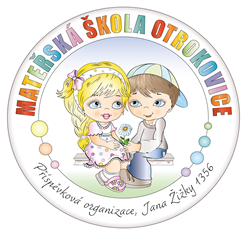 MATEŘSKÁ ŠKOLA OTROKOVICE
Příspěvková organizace, Jana Žižky 1356